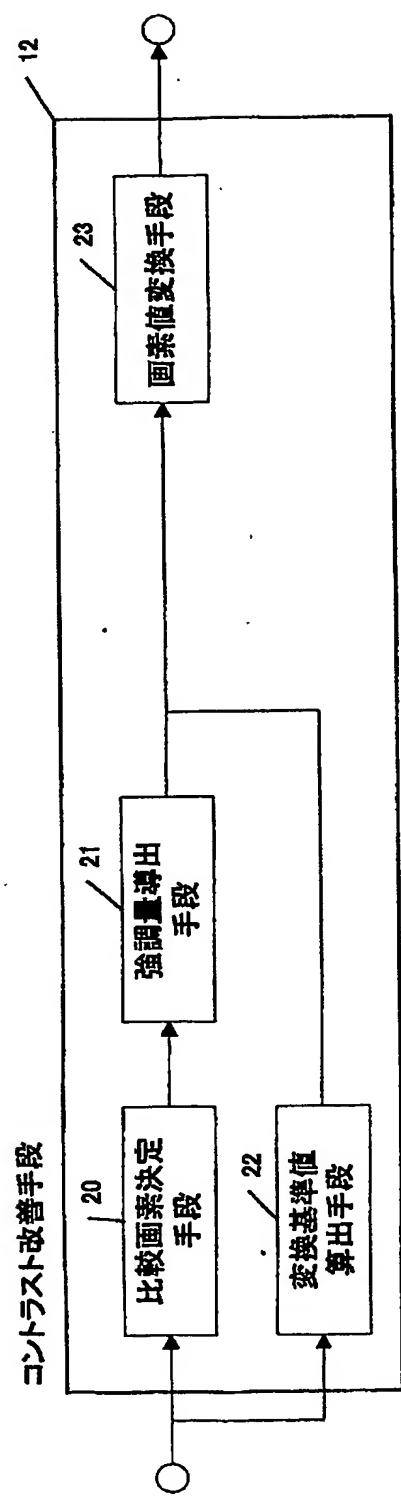 コントラスト改善手段
12
20
比較画素決定
手段
21
強調量導出
手段
22
変換基準値
算出手段
23
画素値変換手段